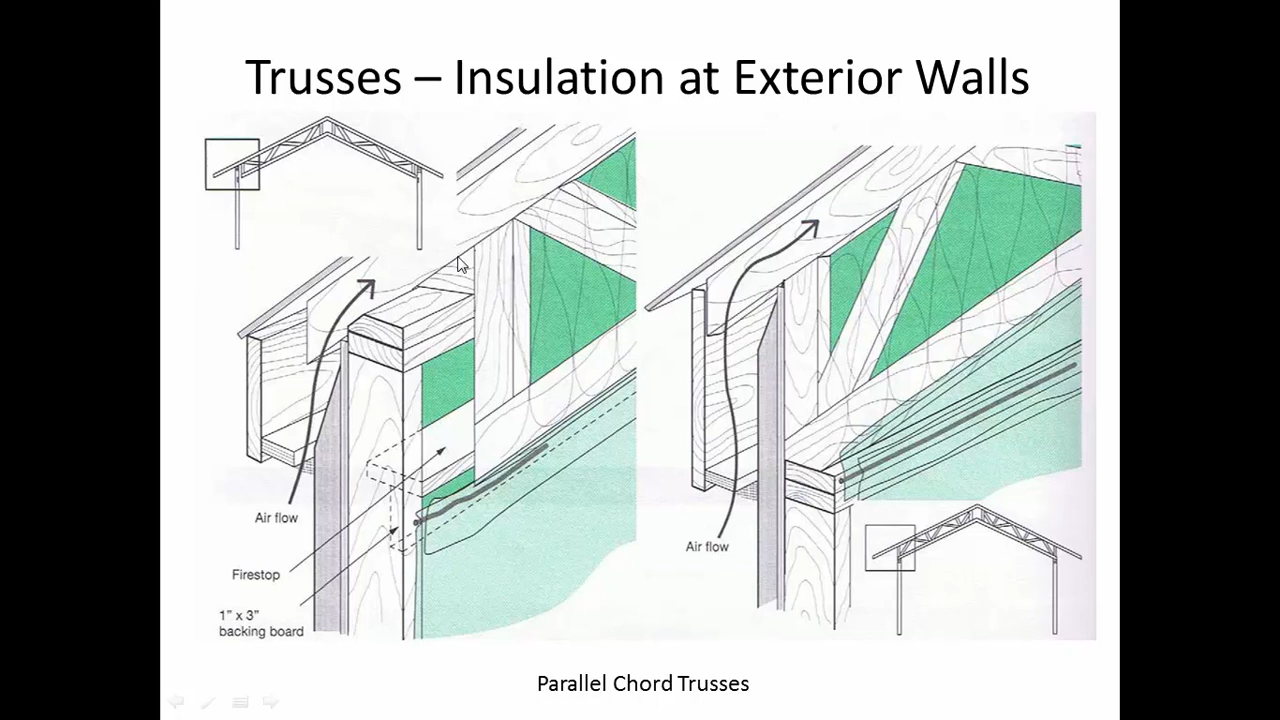 Trusses – Insulation at Exterior Walls
Air flow
Firestop
1" x 3"
backing board
Air flow
Parallel Chord Trusses